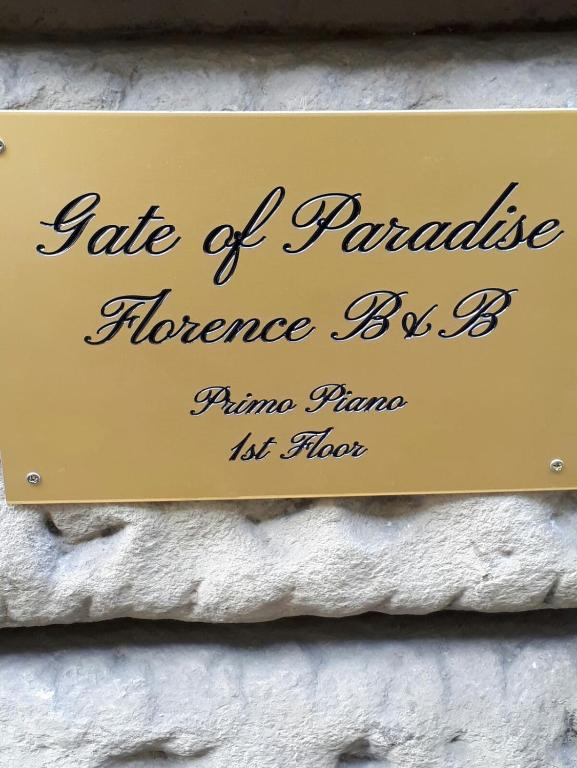 Gate of Paradise
Florence B & B
Primo Piano
1st Floor